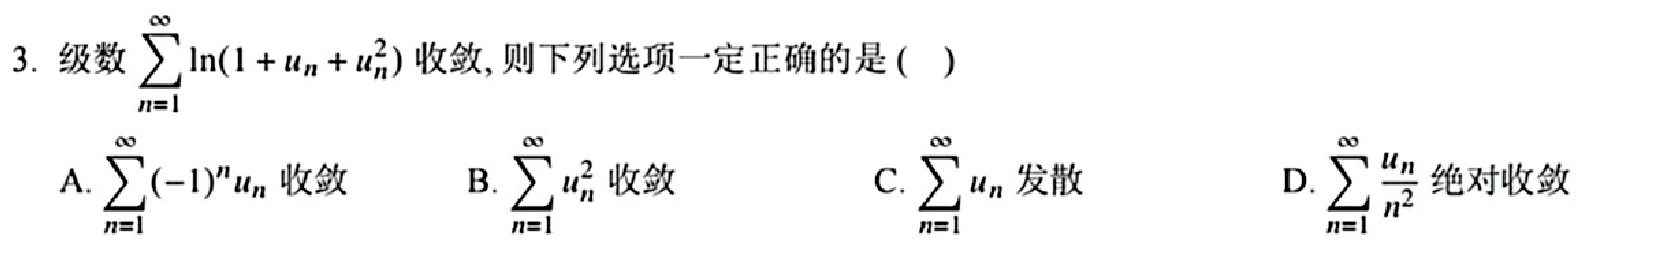 3. 级数 $\sum_{n=1}^{\infty} \ln(1 + u_n + u_n^2)$ 收敛, 则下列选项一定正确的是 ( )
A. $\sum_{n=1}^{\infty} (-1)^n u_n$ 收敛 B. $\sum_{n=1}^{\infty} u_n^2$ 收敛 C. $\sum_{n=1}^{\infty} u_n$ 发散 D. $\sum_{n=1}^{\infty} \frac{u_n}{n^2}$ 绝对收敛